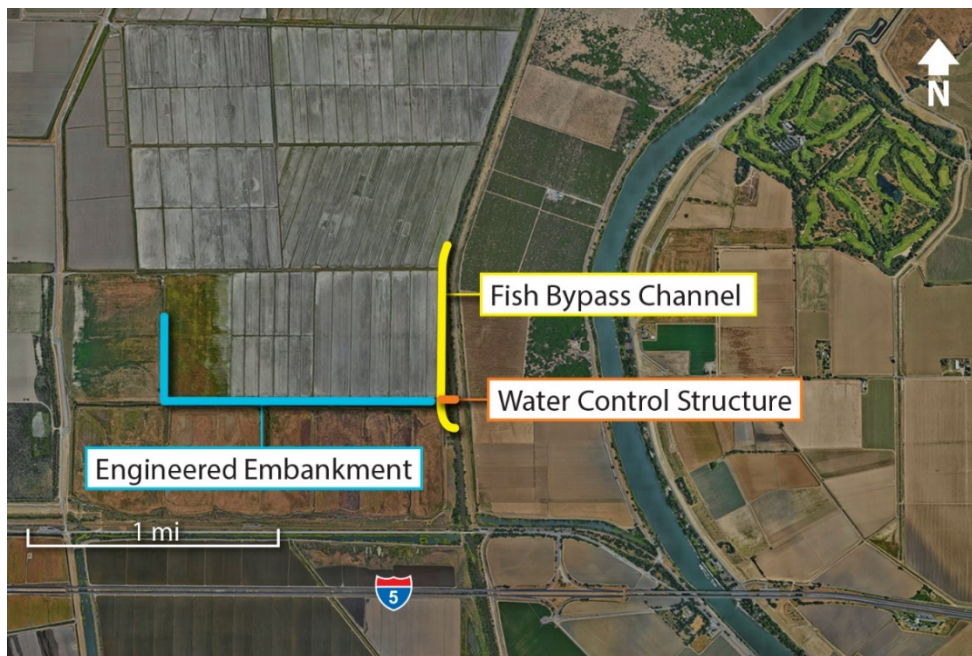 N
Fish Bypass Channel
Water Control Structure
Engineered Embankment
1 mi
5